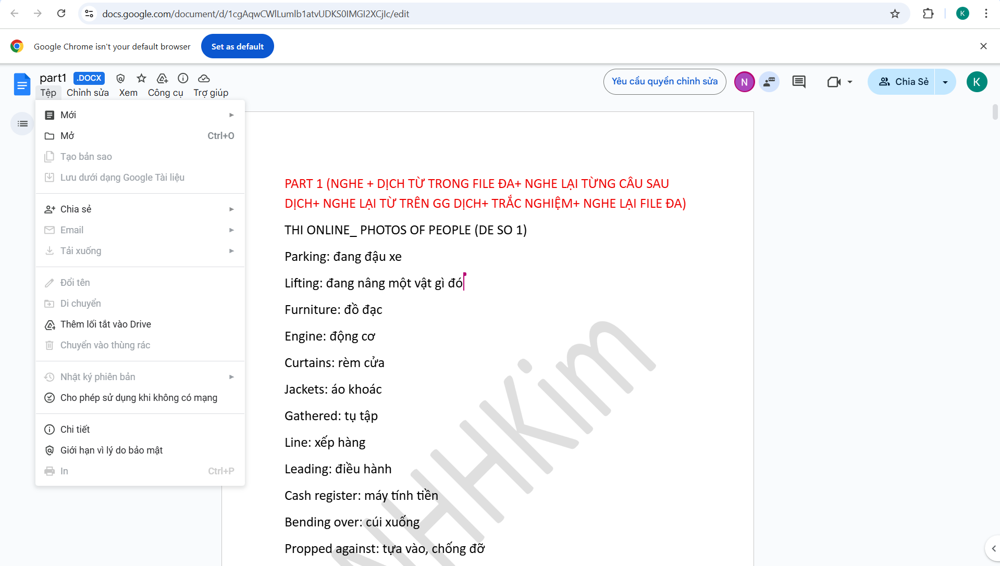 docs.google.com/document/d/1cgAqwCWlLumlb1atvUDKS0IMGI2XCjIc/edit
K
Google Chrome isn't your default browser
Set as default
part1
.DOCX
Tệp
Chỉnh sửa
Xem
Công cụ
Trợ giúp
Yêu cầu quyền chỉnh sửa
N
Chia Sẻ
K
Mới
Mở Ctrl+O
Tạo bản sao
Lưu dưới dạng Google Tài liệu
Chia sẻ
Email
Tải xuống
Đổi tên
Di chuyển
Thêm lối tắt vào Drive
Chuyển vào thùng rác
Nhật ký phiên bản
Cho phép sử dụng khi không có mạng
Chi tiết
Giới hạn vì lý do bảo mật
In Ctrl+P
PART 1 (NGHE + DỊCH TỪ TRONG FILE ĐA+ NGHE LẠI TỪNG CÂU SAU
DỊCH+ NGHE LẠI TỪ TRÊN GG DỊCH+ TRẮC NGHIỆM+ NGHE LẠI FILE ĐA)
THI ONLINE_ PHOTOS OF PEOPLE (DE SO 1)
Parking: đang đậu xe
Lifting: đang nâng một vật gì đó
Furniture: đồ đạc
Engine: động cơ
Curtains: rèm cửa
Jackets: áo khoác
Gathered: tụ tập
Line: xếp hàng
Leading: điều hành
Cash register: máy tính tiền
Bending over: cúi xuống
Propped against: tựa vào, chống đỡ
NHHKim